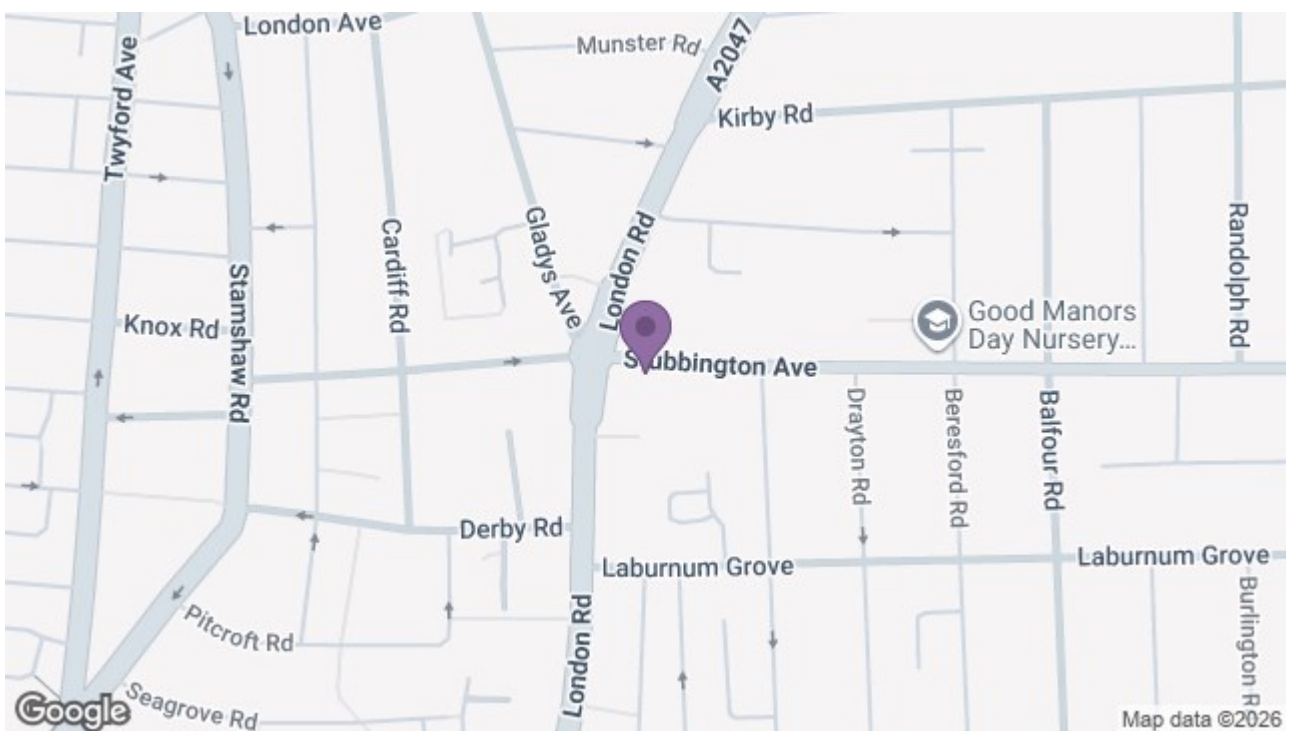 London Ave
Munster Rd
A2047
Twyford Ave
Kirby Rd
Randolph Rd
Gladys Ave
London Rd
Cardiff Rd
Stamshaw Rd
Knox Rd
Good Manors
Day Nursery...
Stubbington Ave
Drayton Rd
Beresford Rd
Balfour Rd
Derby Rd
Laburnum Grove
Laburnum Grove
Burlington R
London Rd
Pitcroft Rd
Seagrove Rd
Google
Map data ©2026